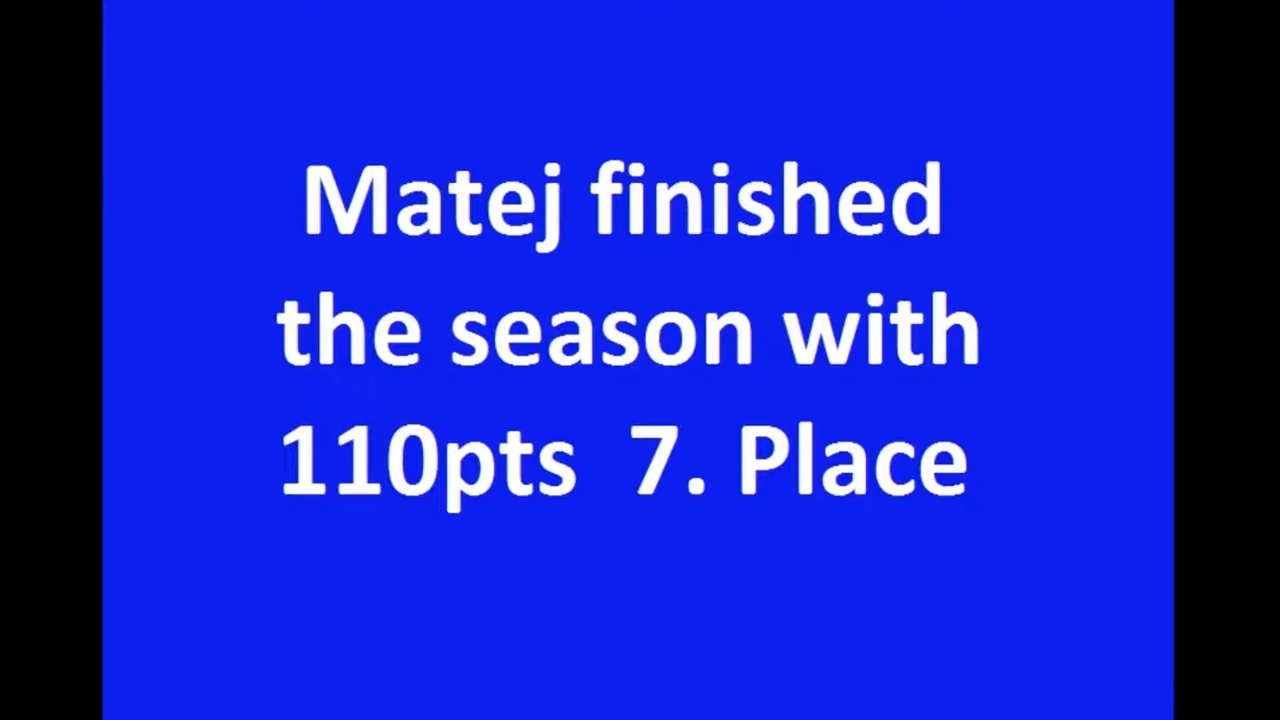 Matej finished
the season with
110pts  7. Place